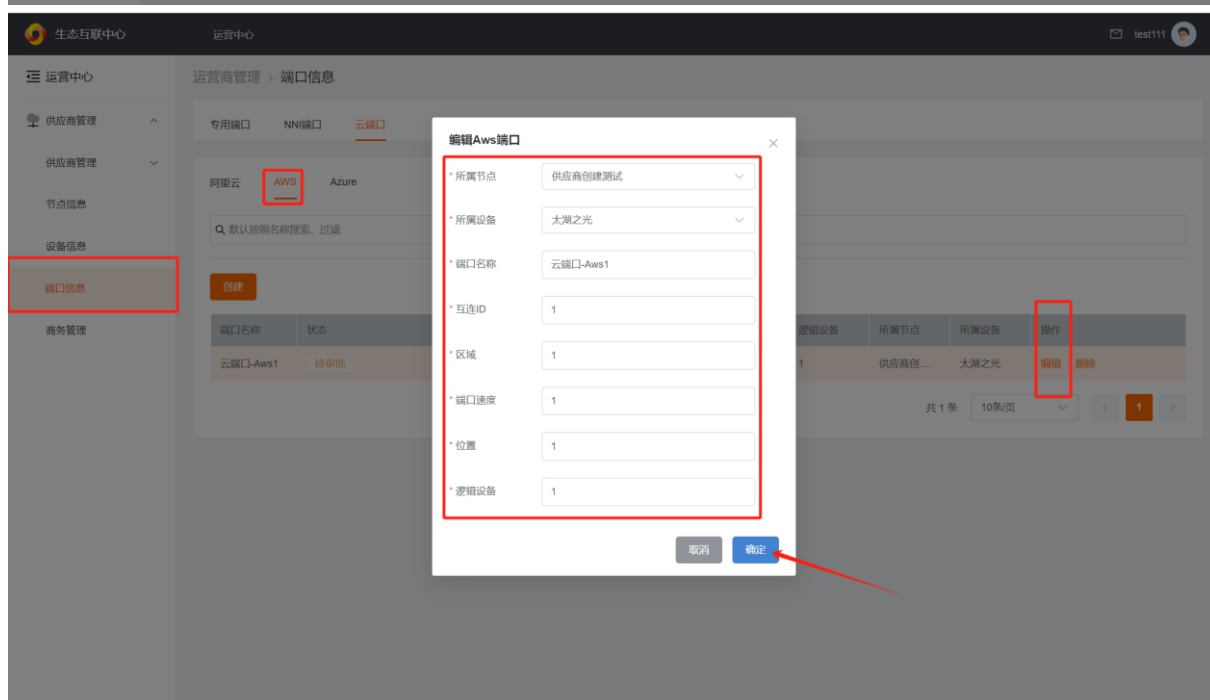 生态互联中心 运营中心 test111
运营中心 运营商管理 > 端口信息
供应商管理
供应商管理
节点信息
设备信息
端口信息
商务管理
专用端口 NNI端口 云端口
阿里云 AWS Azure
默认按照名称搜索、过滤
创建
端口名称 状态 逻辑设备 所属节点 所属设备 操作
云端口-Aws1 待审批 1 供应商创... 太湖之光 编辑 删除
共 1 条 10条/页 < 1 >
编辑Aws端口 ×
* 所属节点 供应商创建测试
* 所属设备 太湖之光
* 端口名称 云端口-Aws1
* 互连ID 1
* 区域 1
* 端口速度 1
* 位置 1
* 逻辑设备 1
取消 确定